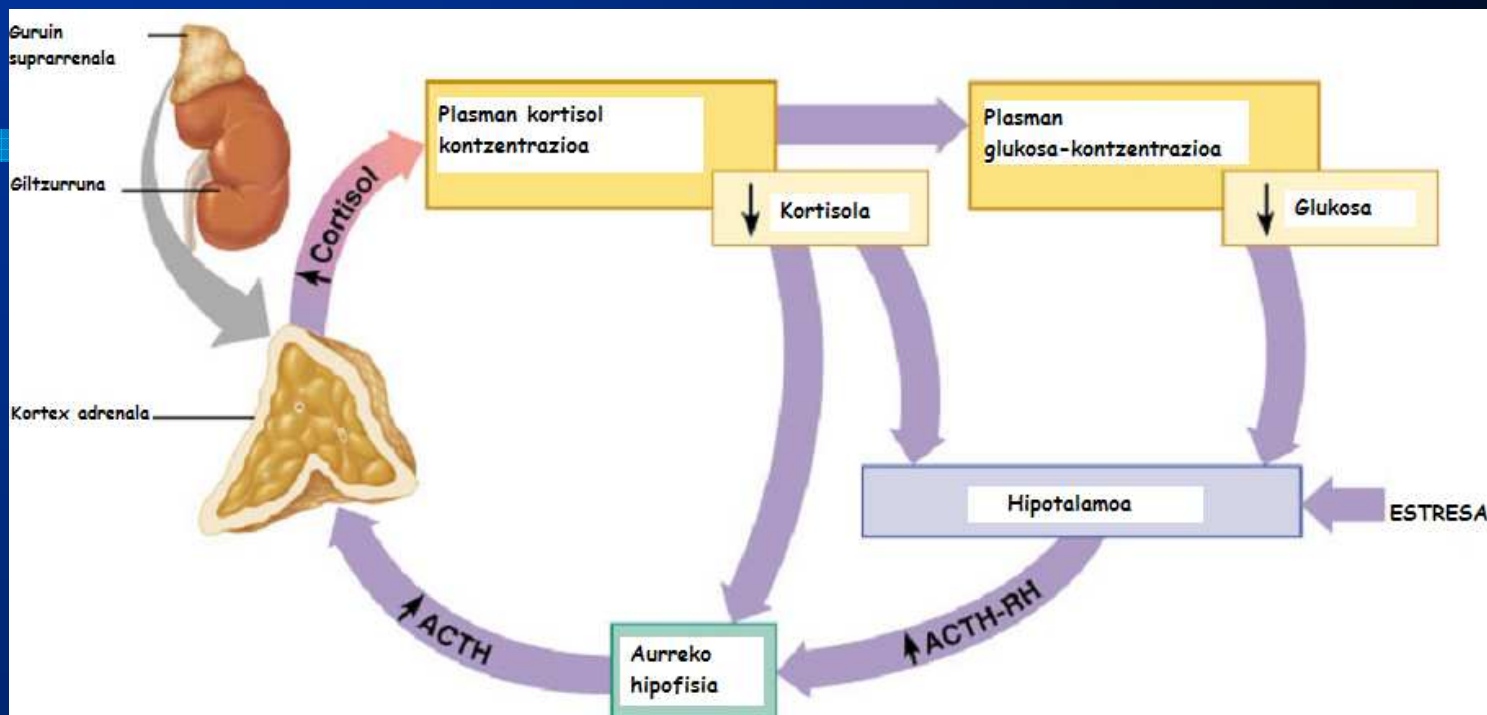 Guruin
suprarrenala
Giltzurruna
Kortex adrenala
↑ Cortisol
Plasman kortisol
kontzentrazioa
↓ Kortisola
Plasman
glukosa-kontzentrazioa
↓ Glukosa
Hipotalamoa
ESTRESA
↑ ACTH-RH
Aurreko
hipofisia
↑ ACTH